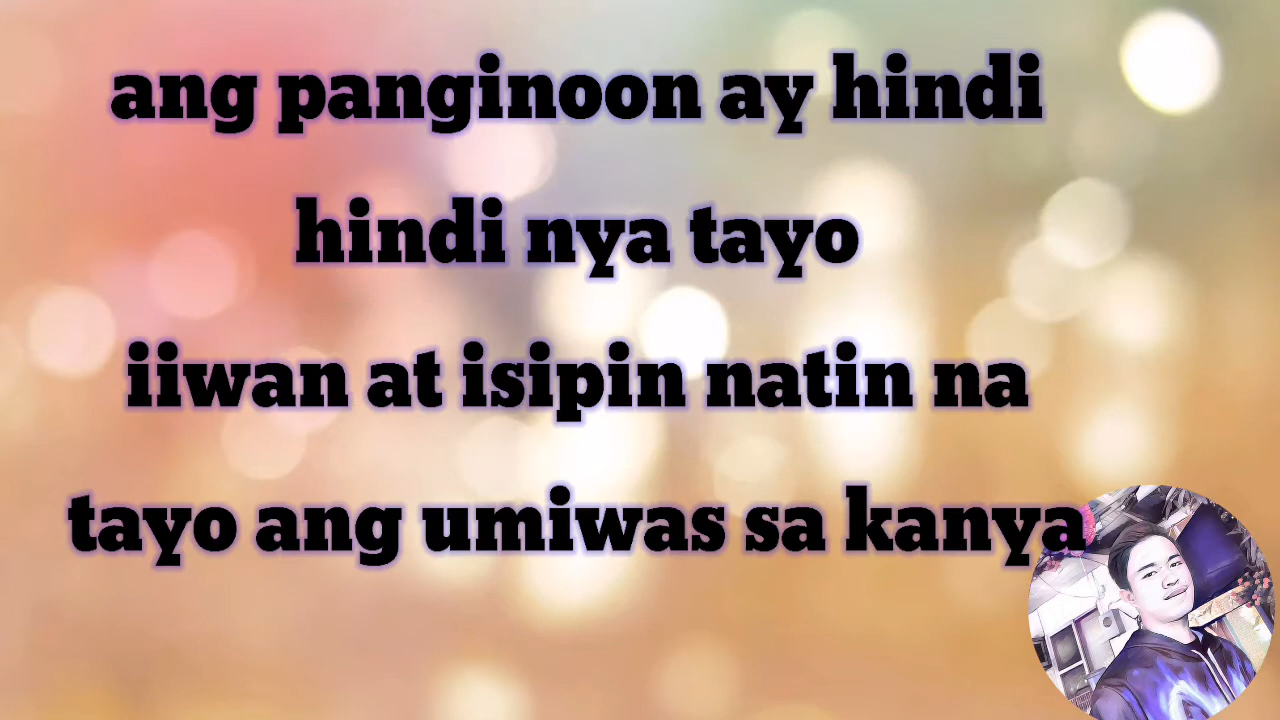 ang panginoon ay hindi
hindi nya tayo
iiwan at isipin natin na
tayo ang umiwas sa kanya